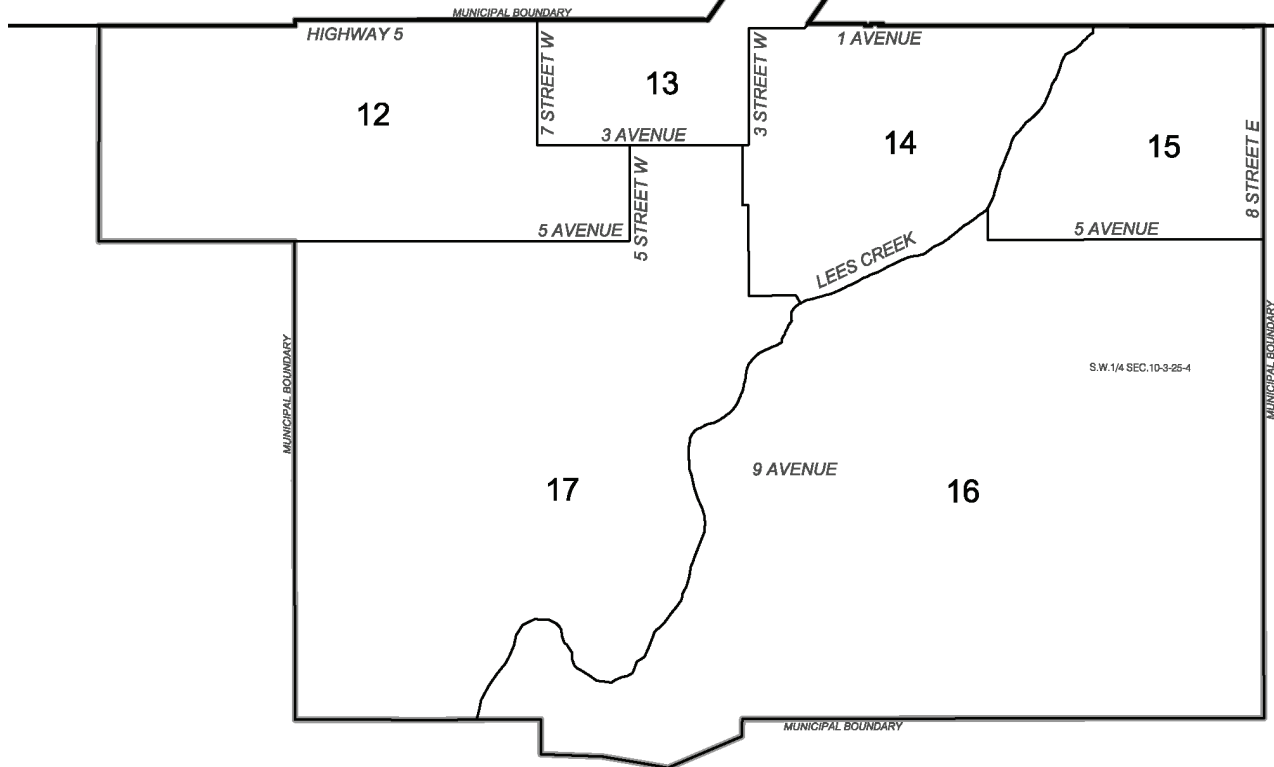 MUNICIPAL BOUNDARY
HIGHWAY 5
1 AVENUE
7 STREET W
3 STREET W
13
12
3 AVENUE
14
15
8 STREET E
5 STREET W
5 AVENUE
5 AVENUE
LEES CREEK
MUNICIPAL BOUNDARY
MUNICIPAL BOUNDARY
S.W.1/4 SEC.10-3-25-4
9 AVENUE
17
16
MUNICIPAL BOUNDARY